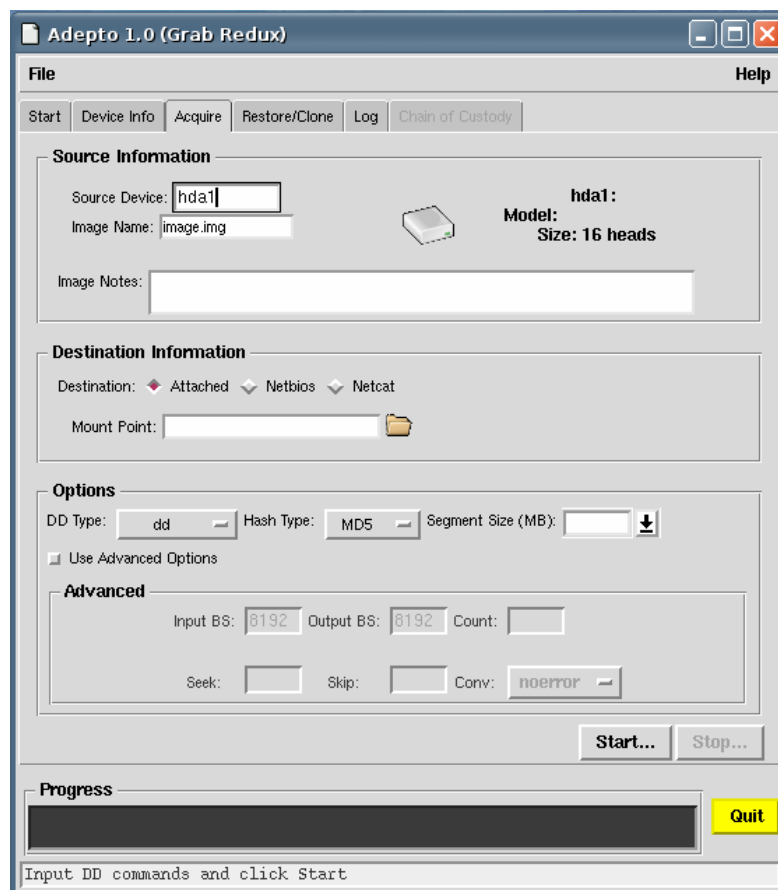 Adepto 1.0 (Grab Redux)
File Help
Start Device Info Acquire Restore/Clone Log Chain of Custody
Source Information
Source Device: hda1 hda1:
Image Name: image.img Model:
Size: 16 heads
Image Notes:
Destination Information
Destination: Attached Netbios Netcat
Mount Point:
Options
DD Type: dd Hash Type: MD5 Segment Size (MB):
Use Advanced Options
Advanced
Input BS: 8192 Output BS: 8192 Count:
Seek: Skip: Conv: noerror
Start... Stop...
Progress
Quit
Input DD commands and click Start